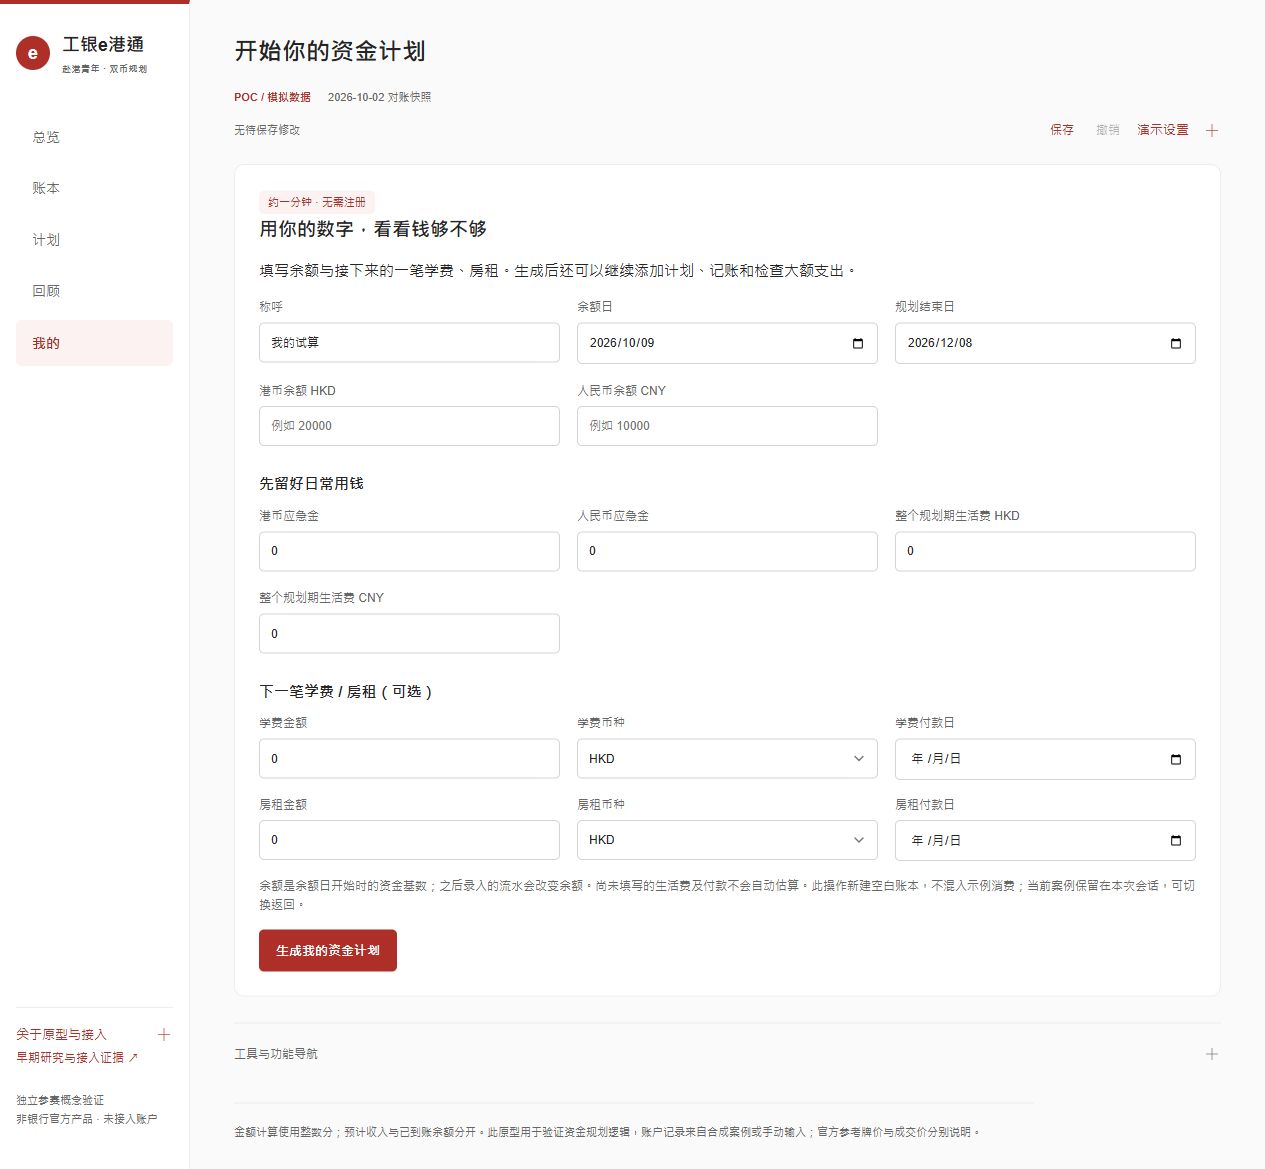 e
工银e港通
赴港青年 · 双币规划
总览
账本
计划
回顾
我的
关于原型与接入
早期研究与接入证据 ↗
独立参赛概念验证
非银行官方产品 · 未接入账户
开始你的资金计划
POC / 模拟数据 2026-10-02 对账快照
无待保存修改
保存 撤销 演示设置
约一分钟 · 无需注册
用你的数字，看看钱够不够
填写余额与接下来的一笔学费、房租。生成后还可以继续添加计划、记账和检查大额支出。
称呼 余额日 规划结束日
我的试算 2026/10/09 2026/12/08
港币余额 HKD 人民币余额 CNY
例如 20000 例如 10000
先留好日常用钱
港币应急金 人民币应急金 整个规划期生活费 HKD
0 0 0
整个规划期生活费 CNY
0
下一笔学费 / 房租（可选）
学费金额 学费币种 学费付款日
0 HKD 年 /月/日
房租金额 房租币种 房租付款日
0 HKD 年 /月/日
余额是余额日开始时的资金基数；之后录入的流水会改变余额。尚未填写的生活费及付款不会自动估算。此操作新建空白账本，不混入示例消费；当前案例保留在本次会话，可切
换返回。
生成我的资金计划
工具与功能导航
金额计算使用整数分；预计收入与已到账余额分开。此原型用于验证资金规划逻辑，账户记录来自合成案例或手动输入；官方参考牌价与成交价分别说明。